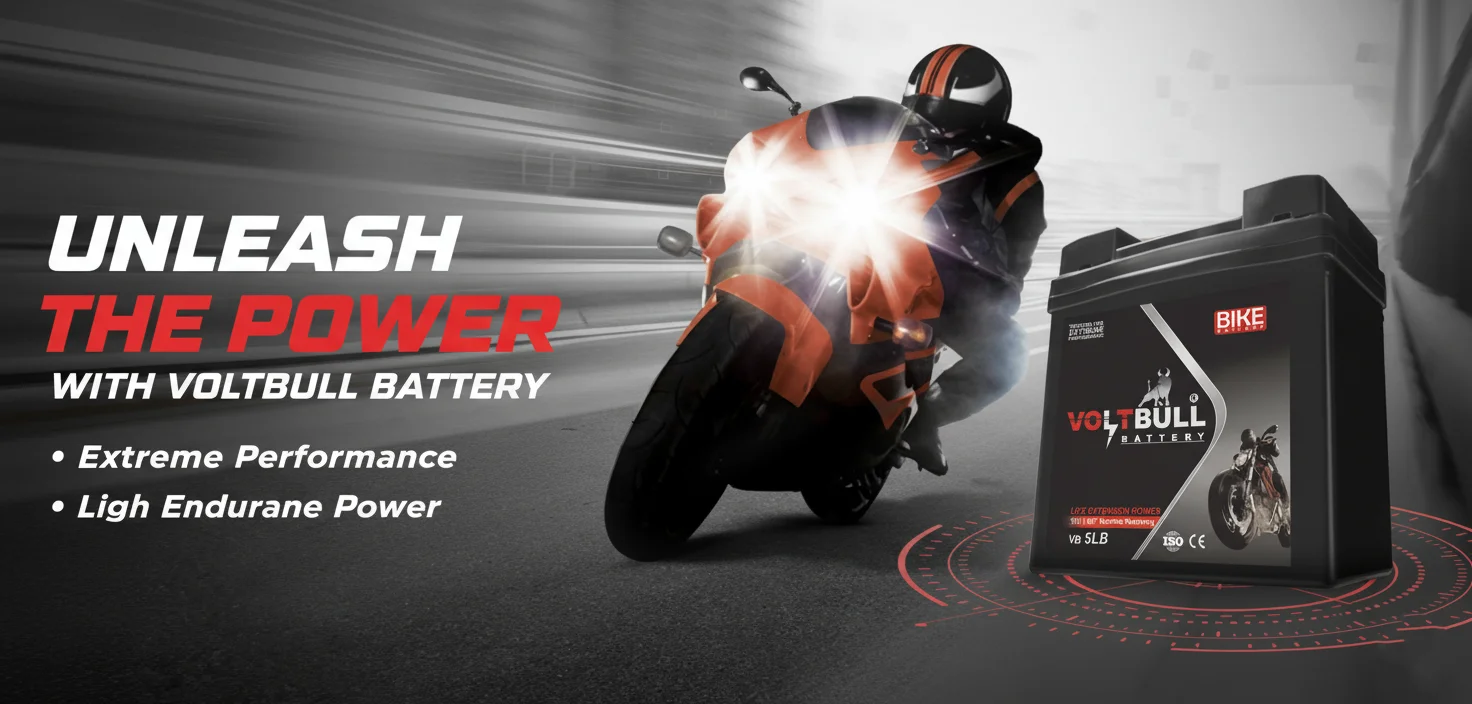 UNLEASH
THE POWER
WITH VOLTBULL BATTERY
• Extreme Performance
• Ligh Endurane Power
BIKE
VOLTBULL
BATTERY
VB 5LB
ISO CE